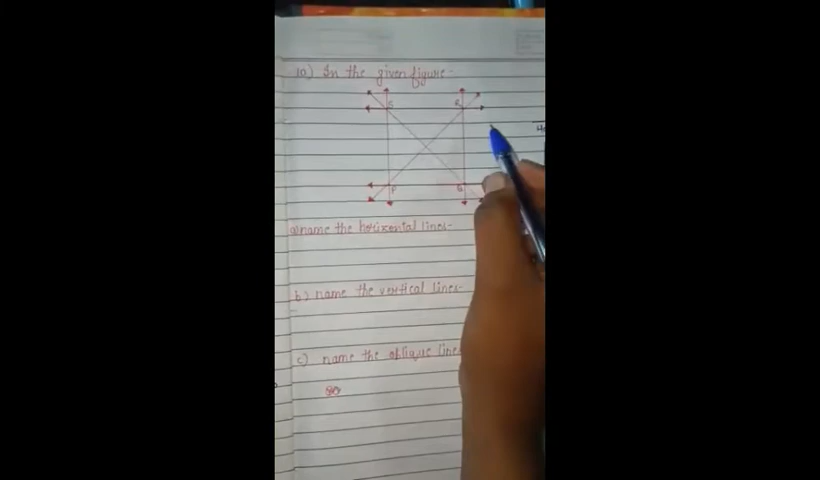 10) In the given figure-
S R
P Q
a) name the horizontal lines-
b) name the vertical lines-
c) name the oblique lines